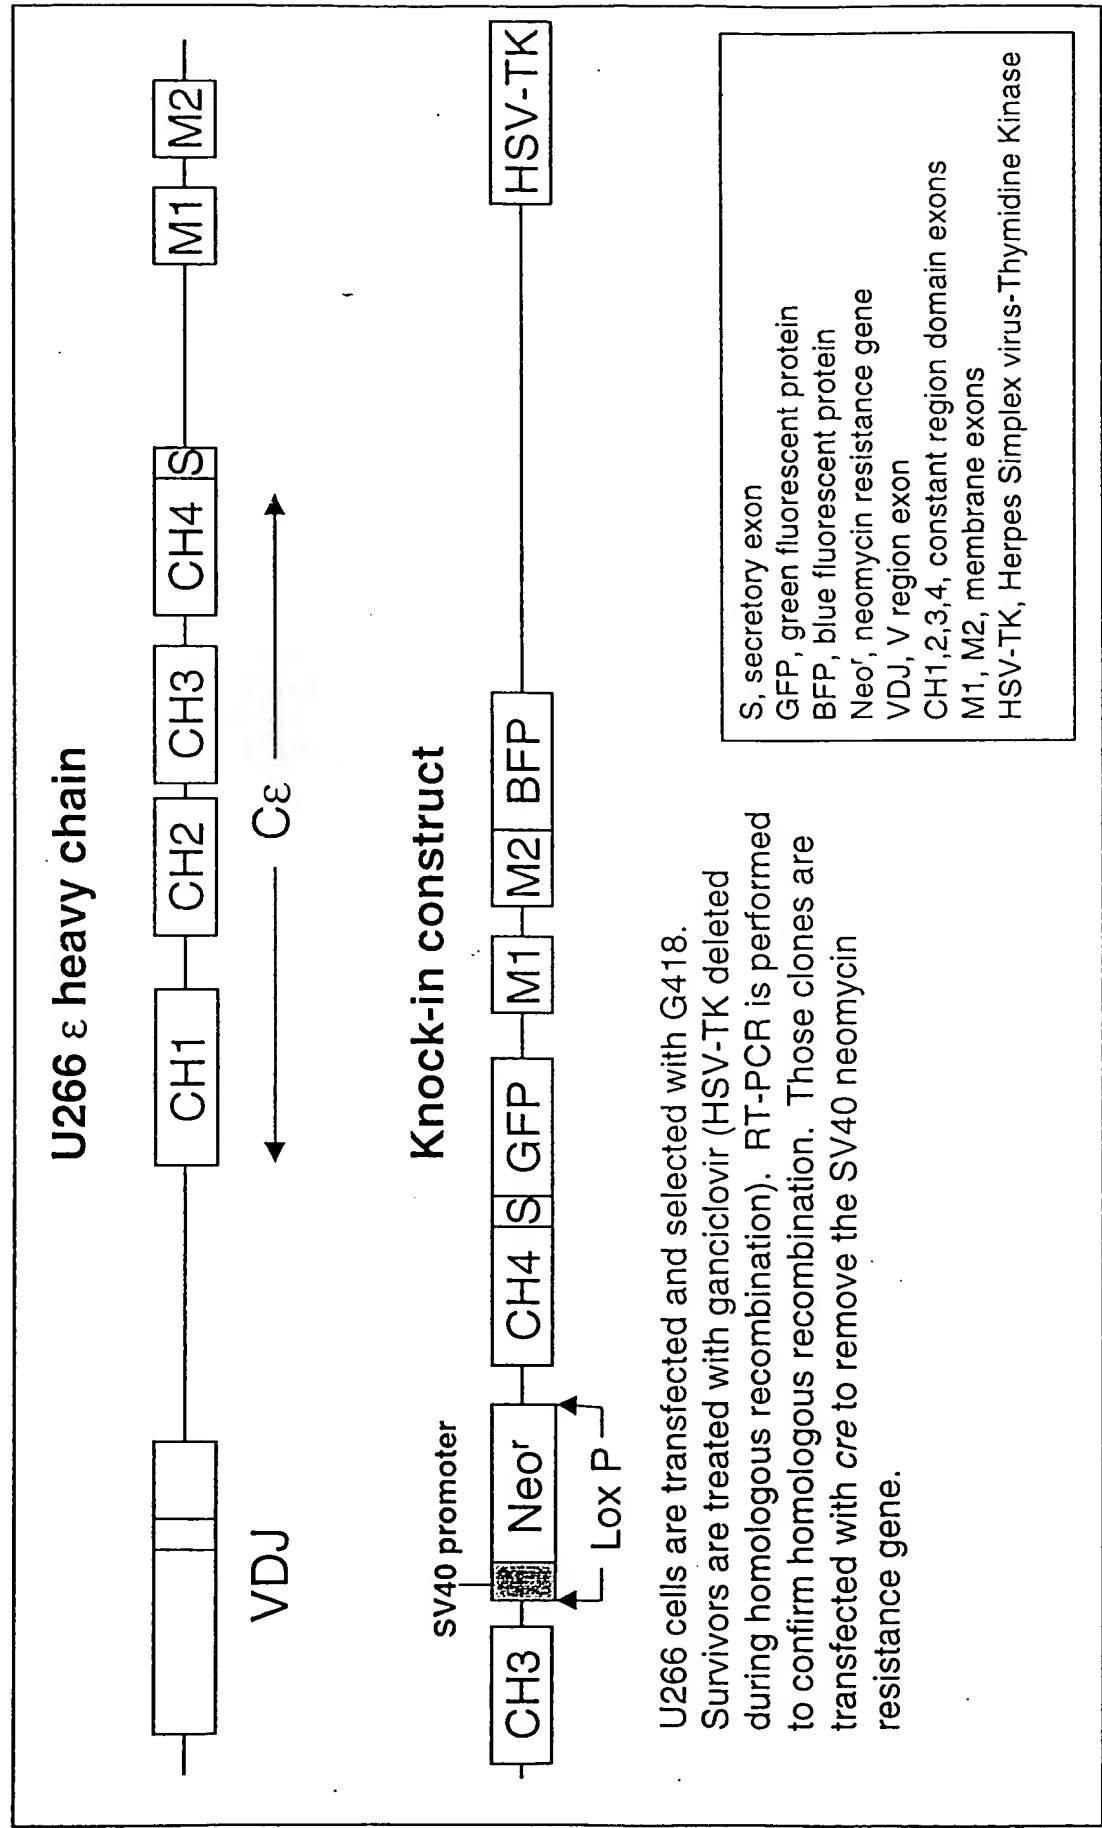 U266 ε heavy chain
VDJ
CH1
CH2
CH3
CH4
S
M1
M2
Cε
Knock-in construct
SV40 promoter
CH3
Neoʳ
CH4
S
GFP
M1
M2
BFP
HSV-TK
Lox P
U266 cells are transfected and selected with G418.
Survivors are treated with ganciclovir (HSV-TK deleted
during homologous recombination). RT-PCR is performed
to confirm homologous recombination. Those clones are
transfected with cre to remove the SV40 neomycin
resistance gene.
S, secretory exon
GFP, green fluorescent protein
BFP, blue fluorescent protein
Neoʳ, neomycin resistance gene
VDJ, V region exon
CH1,2,3,4, constant region domain exons
M1, M2, membrane exons
HSV-TK, Herpes Simplex virus-Thymidine Kinase